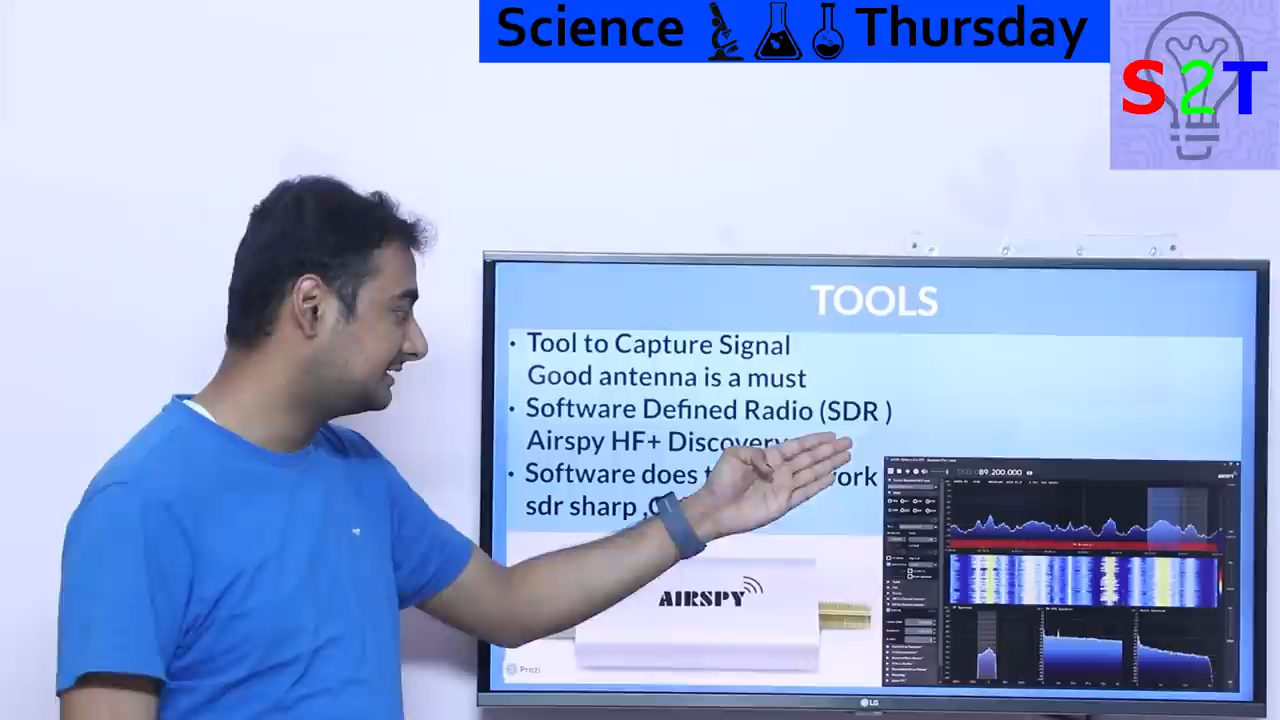 Science Thursday
S2T
TOOLS
• Tool to Capture Signal
Good antenna is a must
• Software Defined Radio (SDR )
Airspy HF+ Discovery
• Software does
ork
sdr sharp ,
89.200.000
AIRSPY
AIRSPY
Prezi
LG